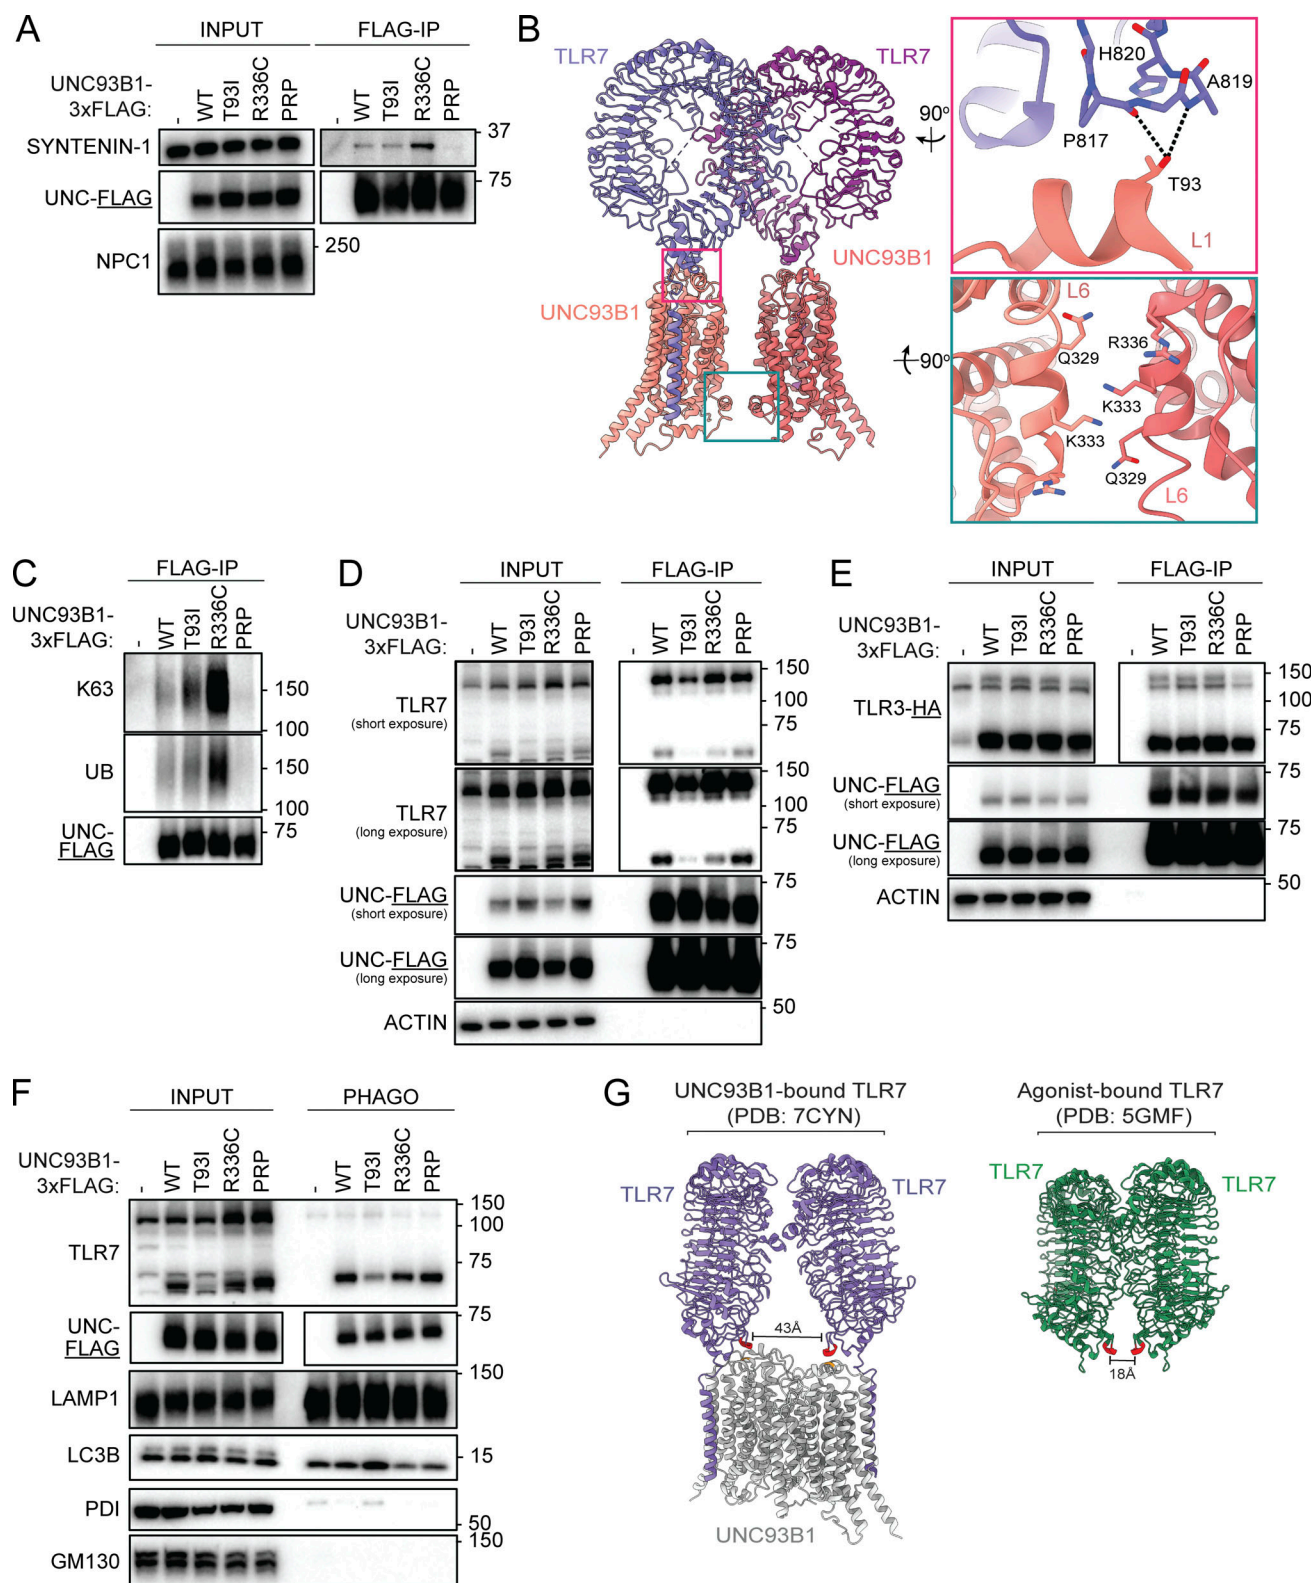 A
INPUT
FLAG-IP
UNC93B1-
3xFLAG:
-
WT
T93I
R336C
PRP
-
WT
T93I
R336C
PRP
SYNTENIN-1
37
UNC-FLAG
75
NPC1
250
B
TLR7
TLR7
UNC93B1
UNC93B1
90º
H820
A819
P817
T93
L1
90º
L6
Q329
R336
K333
K333
Q329
L6
C
FLAG-IP
UNC93B1-
3xFLAG:
-
WT
T93I
R336C
PRP
K63
150
100
UB
150
100
UNC-
FLAG
75
D
INPUT
FLAG-IP
UNC93B1-
3xFLAG:
-
WT
T93I
R336C
PRP
-
WT
T93I
R336C
PRP
TLR7
(short exposure)
150
100
75
TLR7
(long exposure)
150
100
75
UNC-FLAG
(short exposure)
75
UNC-FLAG
(long exposure)
75
ACTIN
50
E
INPUT
FLAG-IP
UNC93B1-
3xFLAG:
-
WT
T93I
R336C
PRP
-
WT
T93I
R336C
PRP
TLR3-HA
150
100
75
UNC-FLAG
(short exposure)
75
UNC-FLAG
(long exposure)
75
ACTIN
50
F
INPUT
PHAGO
UNC93B1-
3xFLAG:
-
WT
T93I
R336C
PRP
-
WT
T93I
R336C
PRP
TLR7
150
100
75
UNC-
FLAG
75
LAMP1
150
LC3B
15
PDI
50
GM130
150
G
UNC93B1-bound TLR7
(PDB: 7CYN)
TLR7
TLR7
43Å
UNC93B1
Agonist-bound TLR7
(PDB: 5GMF)
TLR7
TLR7
18Å